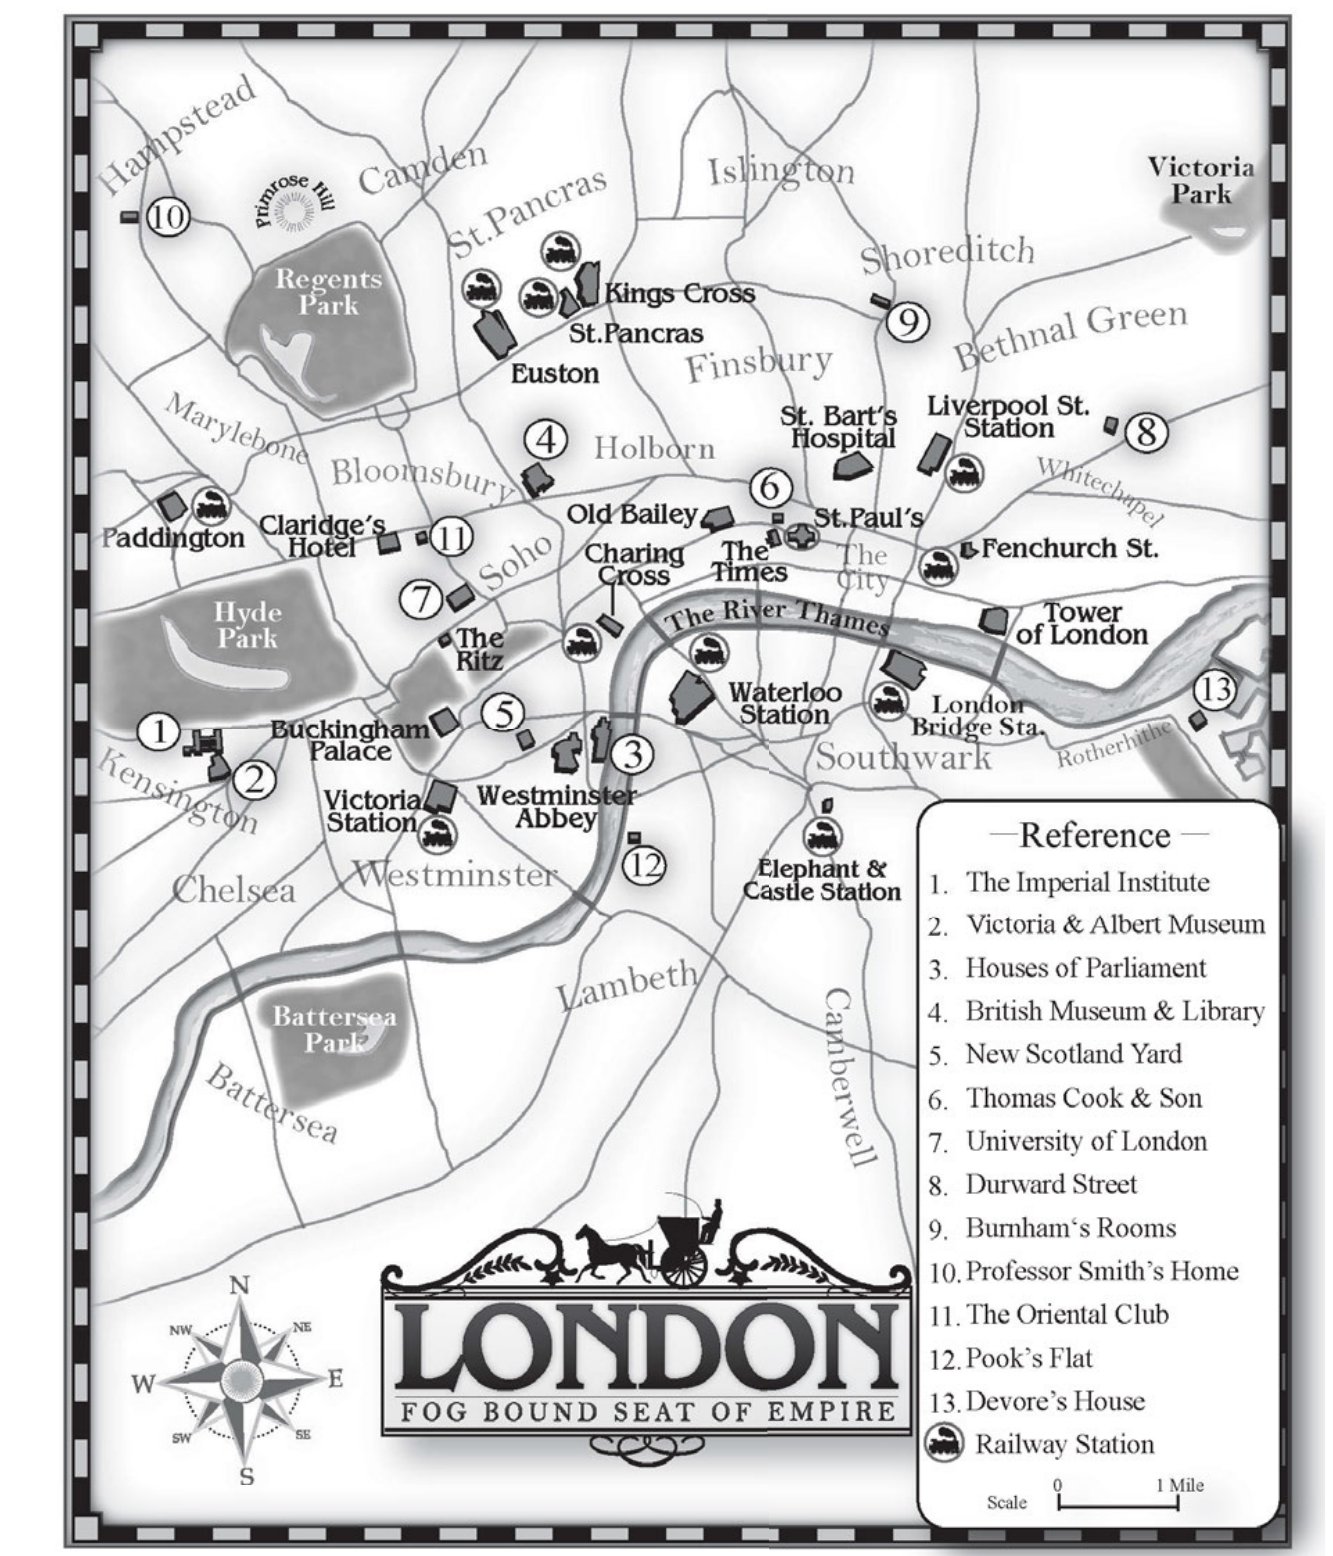 Hampstead
Camden
Islington
Victoria
Park
Primrose Hill
St.Pancras
10
Shoreditch
Regents
Park
Kings Cross
9
St.Pancras
Bethnal Green
Euston
Finsbury
Marylebone
St. Bart's
Hospital
Liverpool St.
Station
8
4
Holborn
Bloomsbury
Whitechapel
6
Paddington
Claridge's
Hotel
11
Old Bailey
St.Paul's
Soho
Charing
Cross
The
Times
The
City
Fenchurch St.
7
Hyde
Park
The River Thames
Tower
of London
The
Ritz
13
1
Buckingham
Palace
5
Waterloo
Station
London
Bridge Sta.
Rotherhithe
Kensington
2
3
Southwark
Victoria
Station
Westminster
Abbey
12
Elephant &
Castle Station
Chelsea
Westminster
Lambeth
Battersea
Park
Camberwell
Battersea
Reference
1. The Imperial Institute
2. Victoria & Albert Museum
3. Houses of Parliament
4. British Museum & Library
5. New Scotland Yard
6. Thomas Cook & Son
7. University of London
8. Durward Street
9. Burnham‘s Rooms
10. Professor Smith's Home
11. The Oriental Club
12. Pook's Flat
13. Devore's House
Railway Station
Scale 0 1 Mile
N
NW NE
W E
SW SE
S
LONDON
FOG BOUND SEAT OF EMPIRE